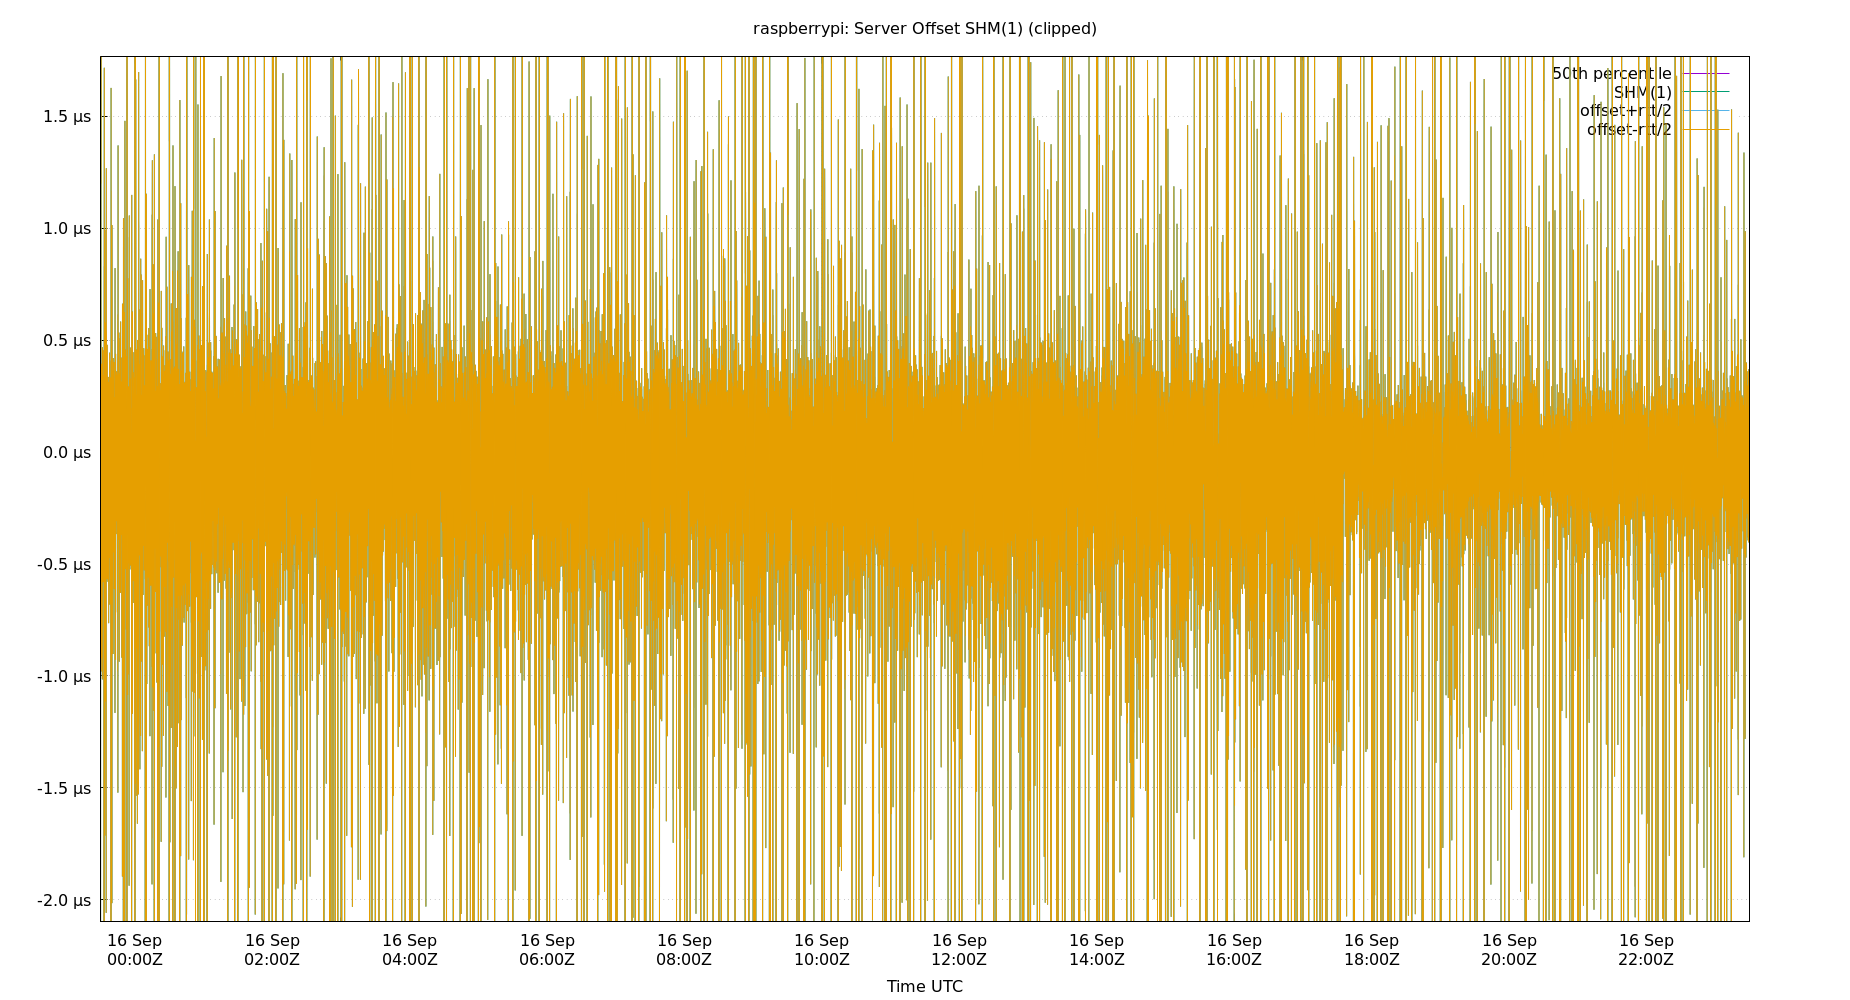 raspberrypi: Server Offset SHM(1) (clipped)
50th percentile
SHM(1)
offset+rtt/2
offset-rtt/2
1.5 µs
1.0 µs
0.5 µs
0.0 µs
-0.5 µs
-1.0 µs
-1.5 µs
-2.0 µs
16 Sep 16 Sep 16 Sep 16 Sep 16 Sep 16 Sep 16 Sep 16 Sep 16 Sep 16 Sep 16 Sep 16 Sep
00:00Z 02:00Z 04:00Z 06:00Z 08:00Z 10:00Z 12:00Z 14:00Z 16:00Z 18:00Z 20:00Z 22:00Z
Time UTC